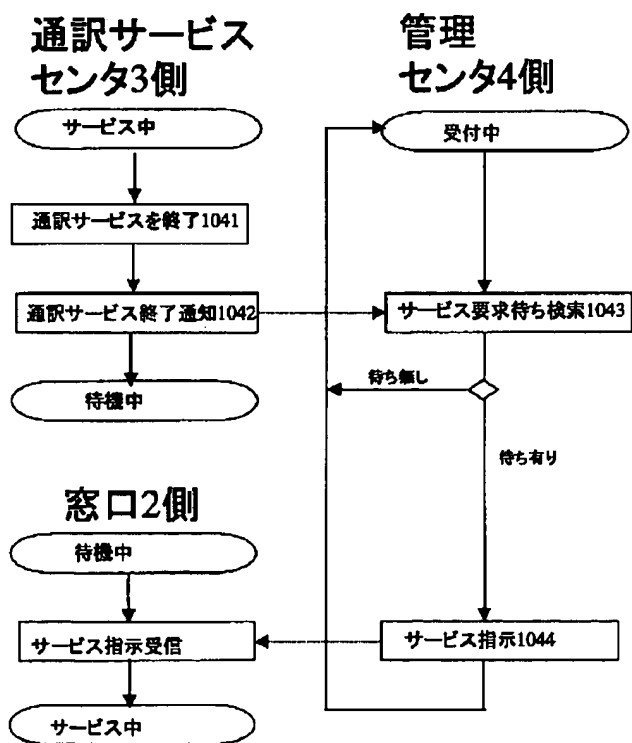 通訳サービス
センタ3側
サービス中
通訳サービスを終了1041
通訳サービス終了通知1042
待機中
管理
センタ4側
受付中
サービス要求待ち検索1043
待ち無し
待ち有り
サービス指示1044
窓口2側
待機中
サービス指示受信
サービス中